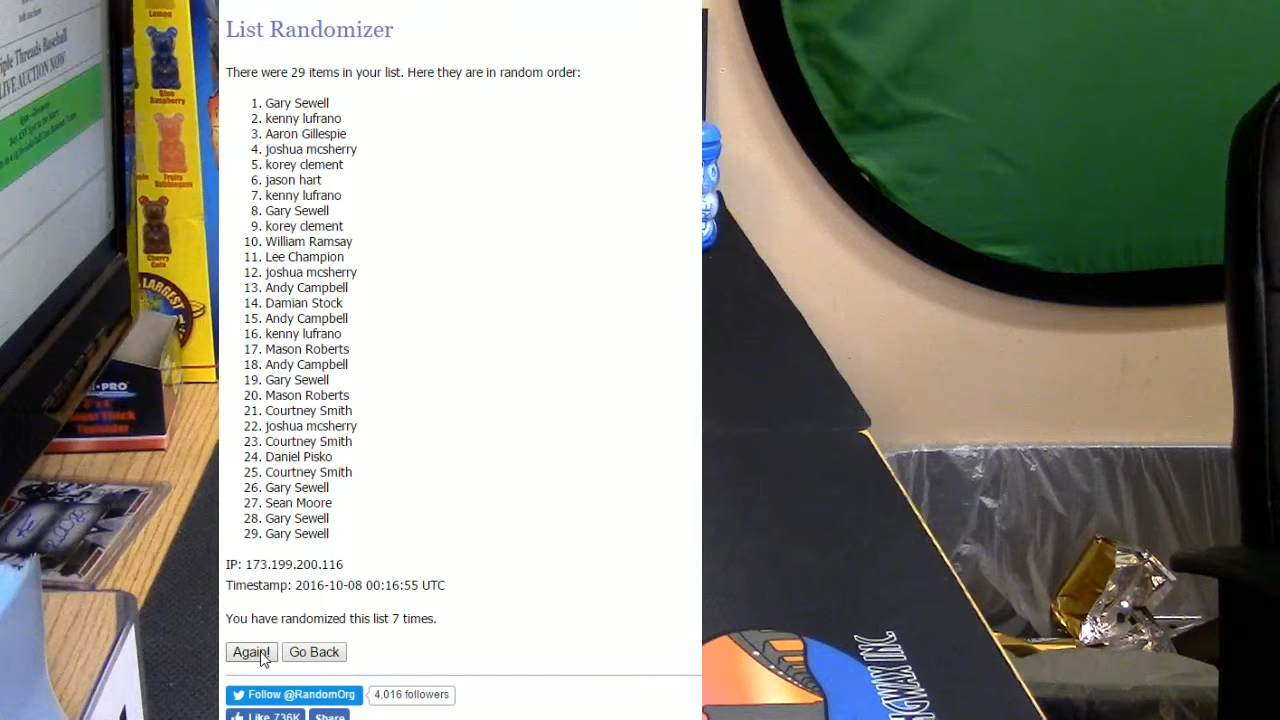 Lemon
iple Threads Baseball
LIVE AUCTION NOW
Blue
Raspberry
Fruity
Bubblegum
Cherry
Cola
LARGEST
PRO
List Randomizer
There were 29 items in your list. Here they are in random order:
1. Gary Sewell
2. kenny lufrano
3. Aaron Gillespie
4. joshua mcsherry
5. korey clement
6. jason hart
7. kenny lufrano
8. Gary Sewell
9. korey clement
10. William Ramsay
11. Lee Champion
12. joshua mcsherry
13. Andy Campbell
14. Damian Stock
15. Andy Campbell
16. kenny lufrano
17. Mason Roberts
18. Andy Campbell
19. Gary Sewell
20. Mason Roberts
21. Courtney Smith
22. joshua mcsherry
23. Courtney Smith
24. Daniel Pisko
25. Courtney Smith
26. Gary Sewell
27. Sean Moore
28. Gary Sewell
29. Gary Sewell
IP: 173.199.200.116
Timestamp: 2016-10-08 00:16:55 UTC
You have randomized this list 7 times.
Again!
Go Back
Follow @RandomOrg
4,016 followers
Like 736K
Share
GWAX INC.